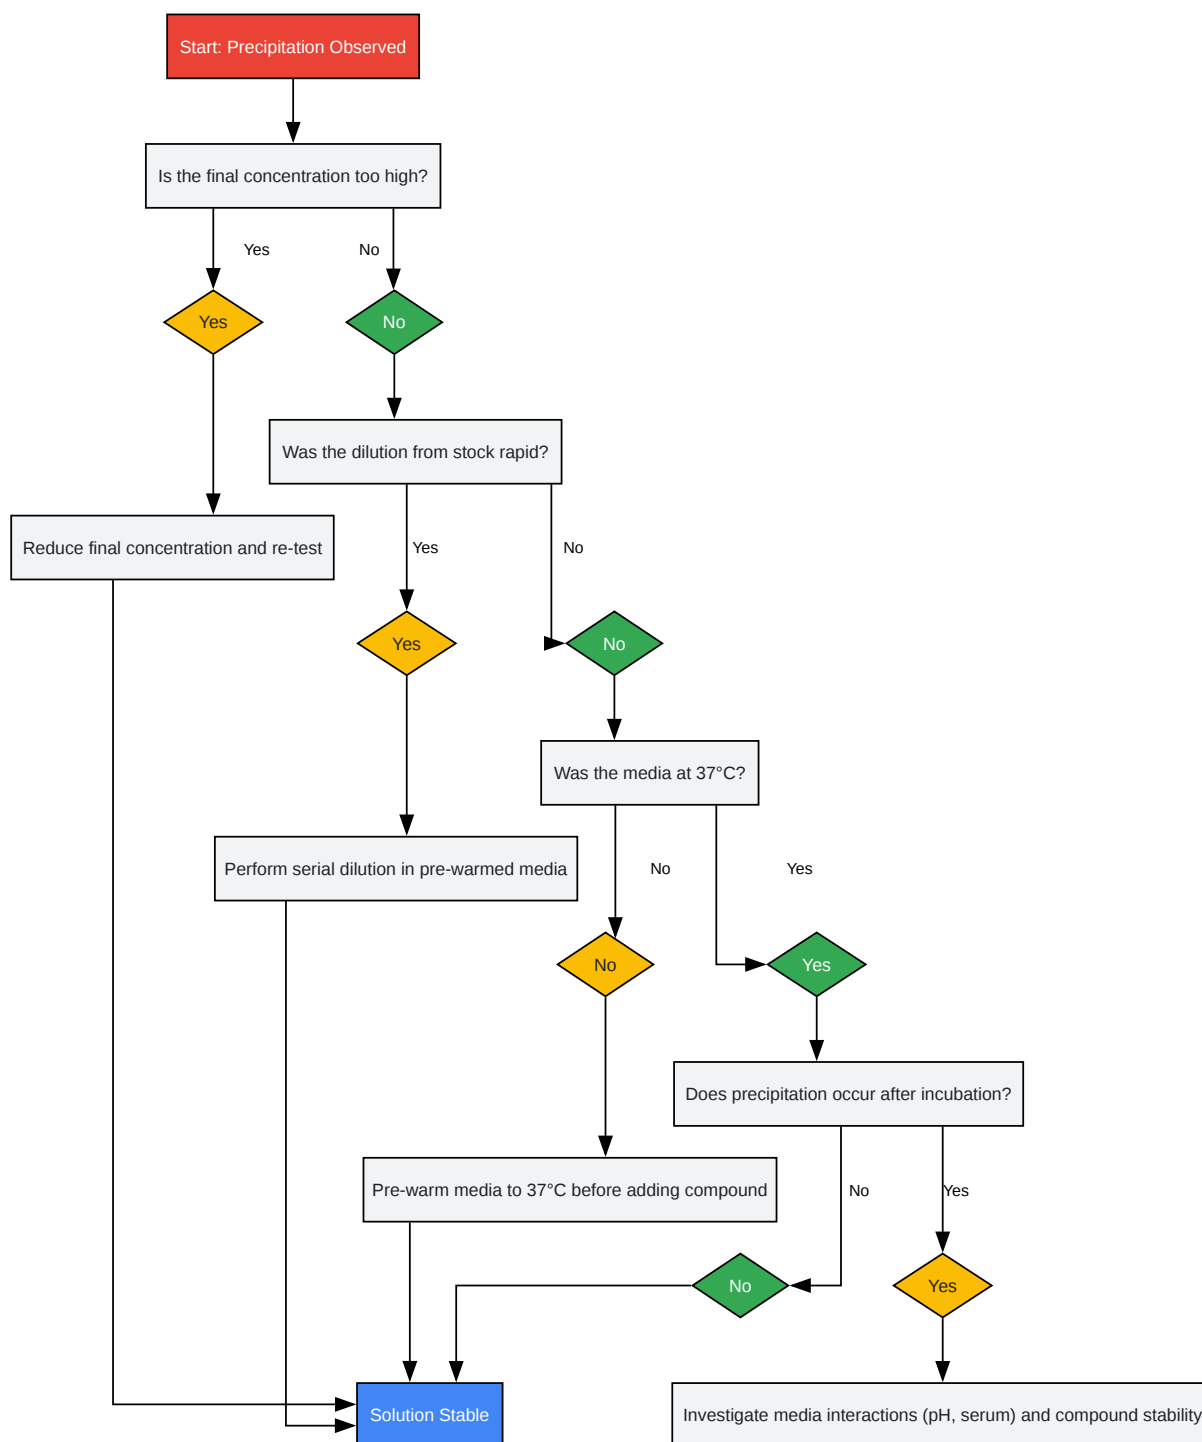 Start: Precipitation Observed
Is the final concentration too high?
Yes
No
Yes
No
Was the dilution from stock rapid?
Reduce final concentration and re-test
Yes
No
Yes
No
Was the media at 37°C?
Perform serial dilution in pre-warmed media
No
Yes
No
Yes
Does precipitation occur after incubation?
Pre-warm media to 37°C before adding compound
No
Yes
No
Yes
Solution Stable
Investigate media interactions (pH, serum) and compound stability